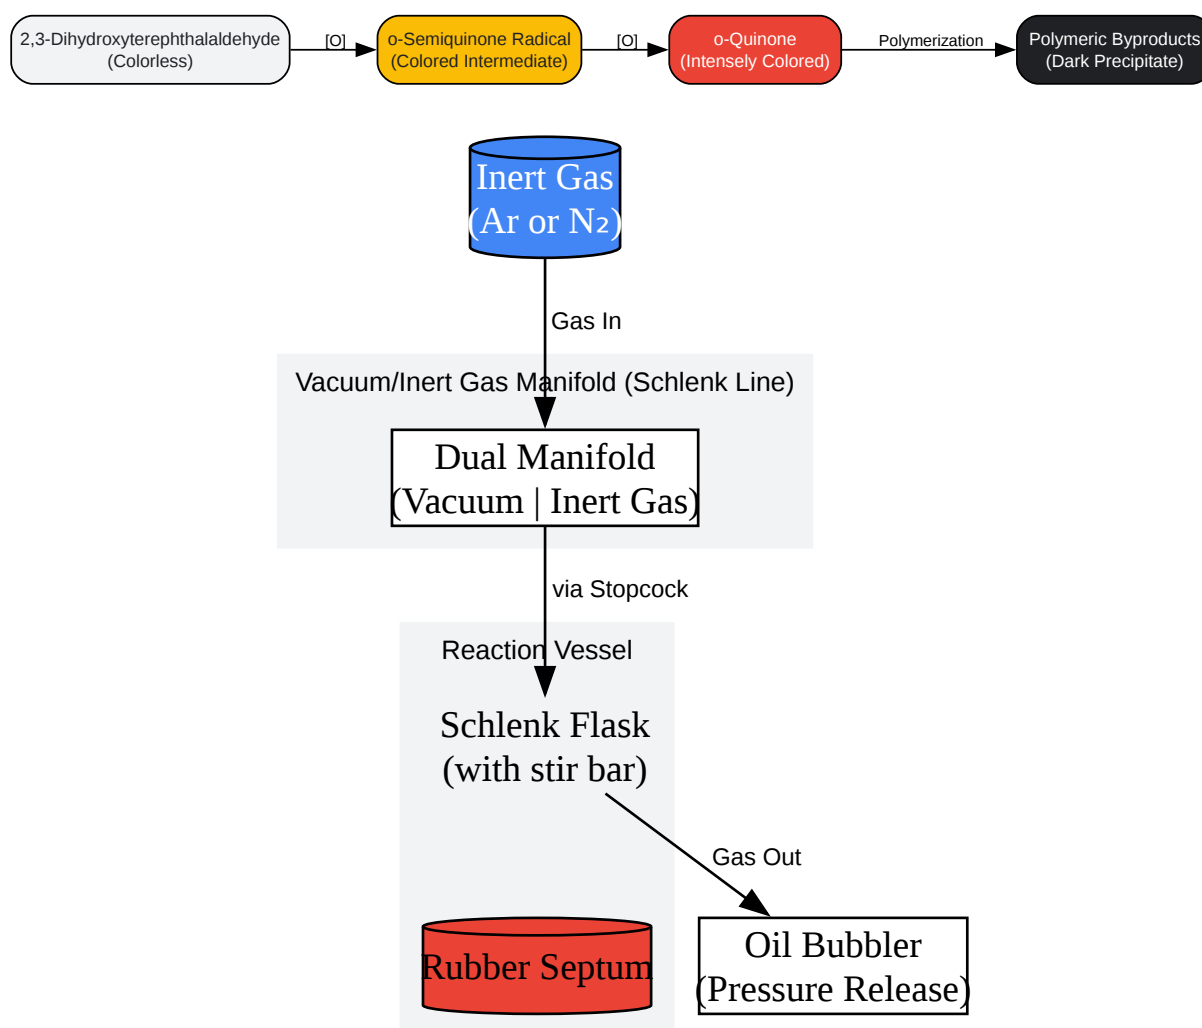 2,3-Dihydroxyterephthalaldehyde
(Colorless)
[O]
o-Semiquinone Radical
(Colored Intermediate)
[O]
o-Quinone
(Intensely Colored)
Polymerization
Polymeric Byproducts
(Dark Precipitate)
Inert Gas
(Ar or N₂)
Gas In
Vacuum/Inert Gas Manifold (Schlenk Line)
Dual Manifold
(Vacuum | Inert Gas)
via Stopcock
Reaction Vessel
Schlenk Flask
(with stir bar)
Gas Out
Rubber Septum
Oil Bubbler
(Pressure Release)